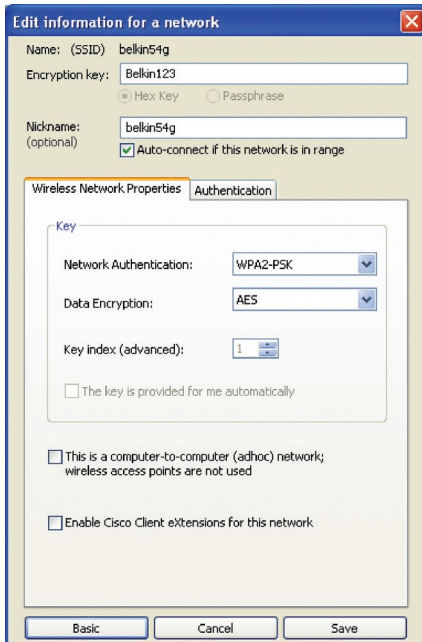 Edit information for a network
Name: (SSID) belkin54g
Encryption key: Belkin123
Hex Key Passphrase
Nickname: belkin54g
(optional)
Auto-connect if this network is in range
Wireless Network Properties Authentication
Key
Network Authentication: WPA2-PSK
Data Encryption: AES
Key index (advanced): 1
The key is provided for me automatically
This is a computer-to-computer (adhoc) network;
wireless access points are not used
Enable Cisco Client eXtensions for this network
Basic Cancel Save